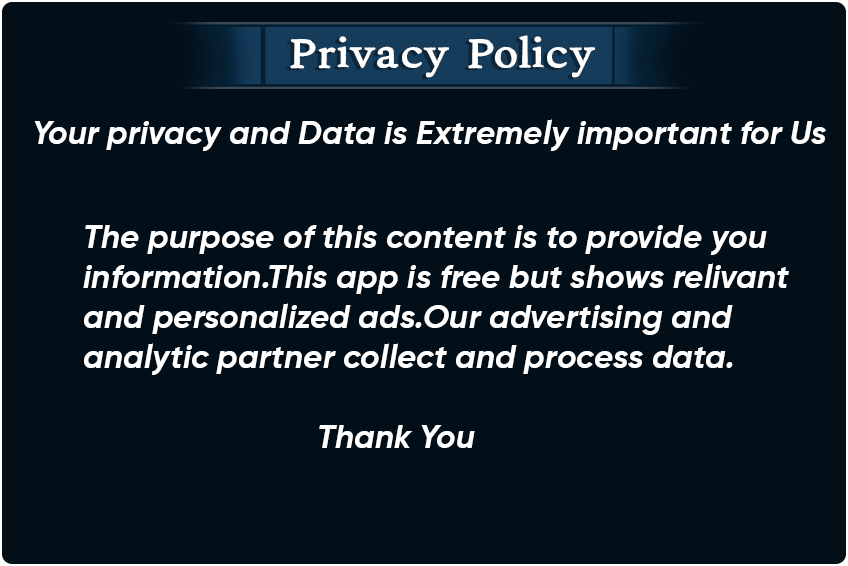 Privacy Policy
Your privacy and Data is Extremely important for Us
The purpose of this content is to provide you
information.This app is free but shows relivant
and personalized ads.Our advertising and
analytic partner collect and process data.
Thank You